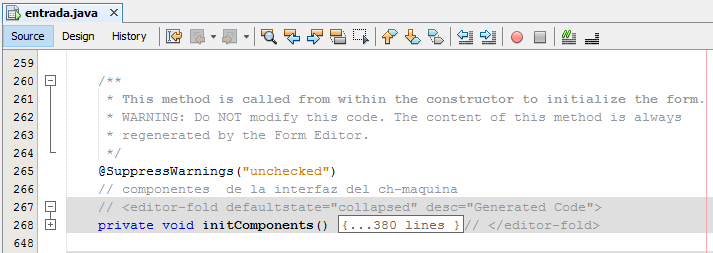 entrada.java
Source Design History
259
260 /**
261 * This method is called from within the constructor to initialize the form.
262 * WARNING: Do NOT modify this code. The content of this method is always
263 * regenerated by the Form Editor.
264 */
265 @SuppressWarnings("unchecked")
266 // componentes  de la interfaz del ch-maquina
267 // <editor-fold defaultstate="collapsed" desc="Generated Code">
268 private void initComponents() {...380 lines }// </editor-fold>
648